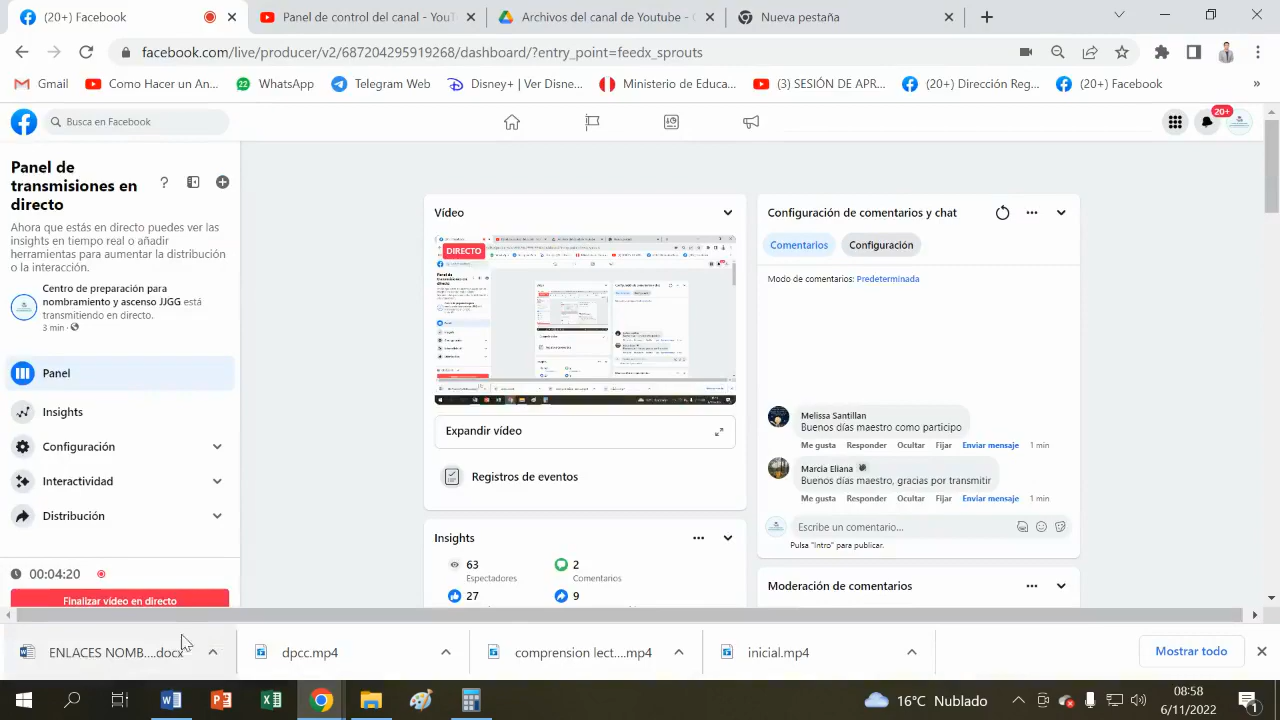 (20+) Facebook
Panel de control del canal - YouT
Archivos del canal de Youtube - G
Nueva pestaña
facebook.com/live/producer/v2/687204295919268/dashboard/?entry_point=feedx_sprouts
Gmail
Como Hacer un An...
22
WhatsApp
Telegram Web
Disney+ | Ver Disne...
Ministerio de Educa...
(3) SESIÓN DE APR...
(20+) Dirección Reg...
(20+) Facebook
»
Busca en Facebook
20+
Panel de
transmisiones en
directo
Ahora que estás en directo puedes ver las
insights en tiempo real o añadir
herramientas para aumentar la distribución
o la interacción.
Centro de preparación para
nombramiento y ascenso JJGG está
transmitiendo en directo.
3 min ·
Panel
Insights
Configuración
Interactividad
Distribución
00:04:20
Finalizar vídeo en directo
Vídeo
DIRECTO
Expandir vídeo
Registros de eventos
Insights
63
Espectadores
2
Comentarios
27
9
Configuración de comentarios y chat
Comentarios
Configuración
Modo de comentarios: Predeterminada
Melissa Santillan
Buenos días maestro como participo
Me gusta Responder Ocultar Fijar Enviar mensaje 1 min
Marcia Eliana
Buenos días maestro, gracias por transmitir
Me gusta Responder Ocultar Fijar Enviar mensaje 1 min
Escribe un comentario...
Pulsa "Intro" para publicar.
Moderación de comentarios
ENLACES NOMB....docx
dpcc.mp4
comprension lect....mp4
inicial.mp4
Mostrar todo
16°C Nublado
08:58
6/11/2022
1